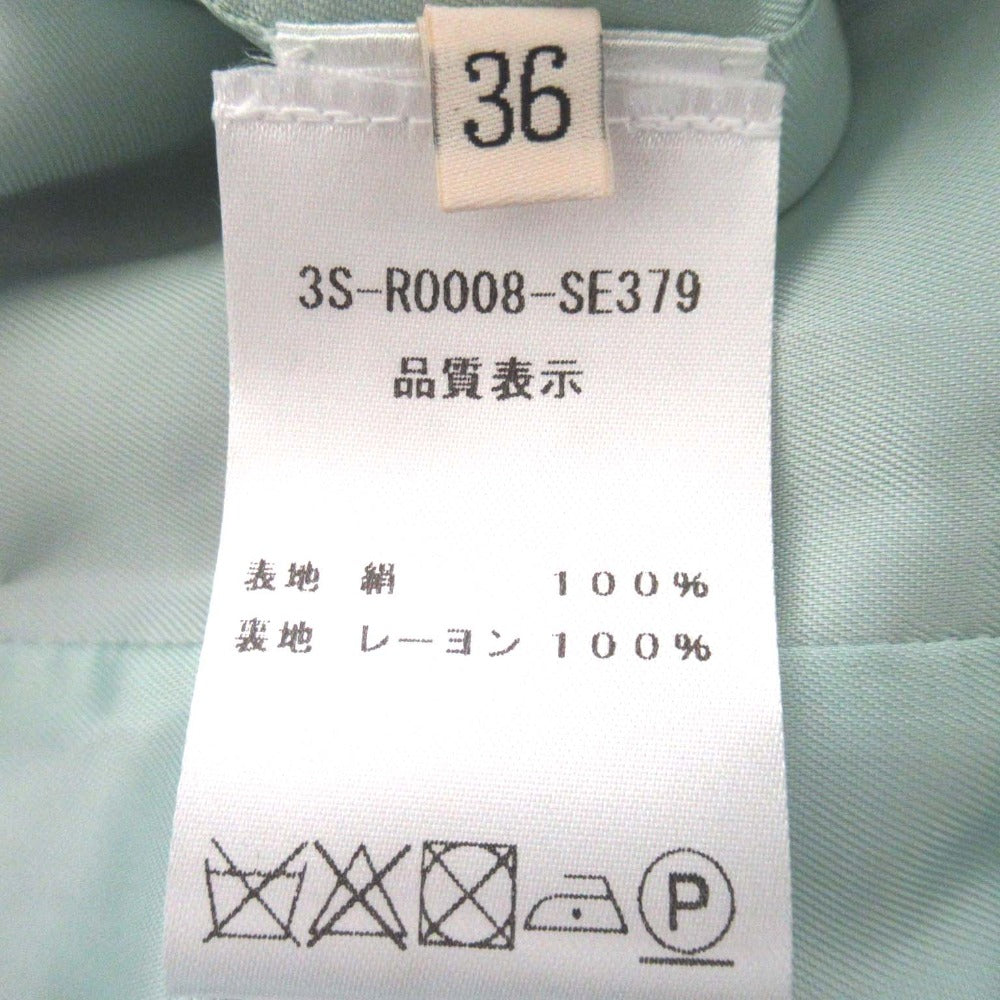 36
3S-R0008-SE379
品質表示
表地 絹 100%
裏地 レーヨン 100%
P